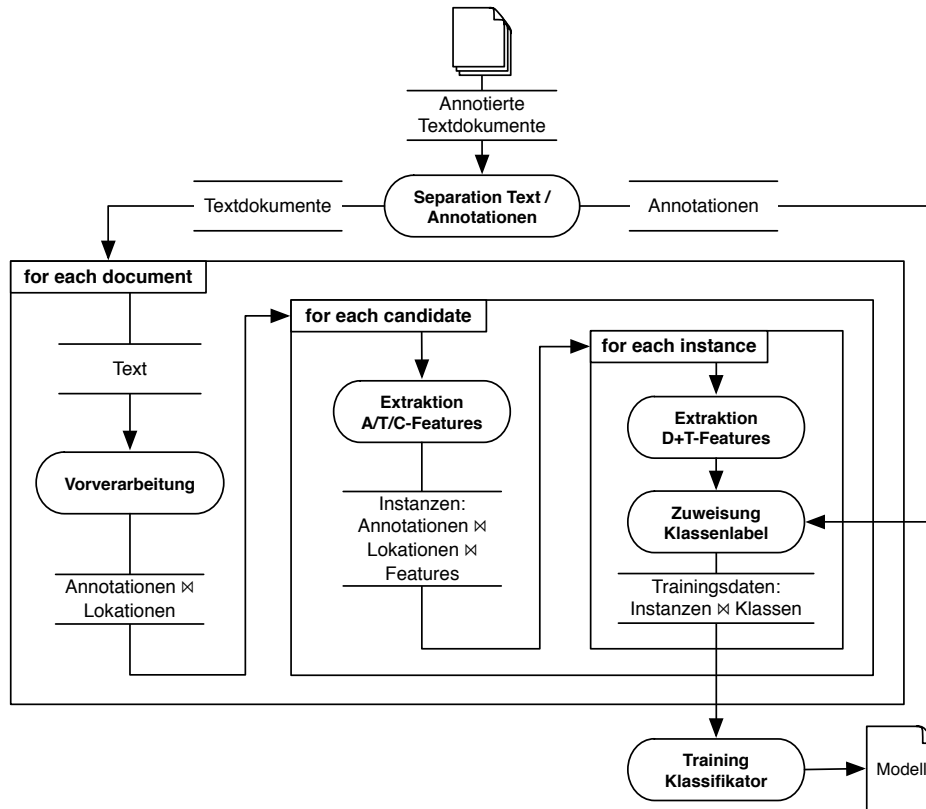 Annotierte
Textdokumente
Textdokumente
Separation Text /
Annotationen
Annotationen
for each document
Text
Vorverarbeitung
Annotationen ⋈
Lokationen
for each candidate
Extraktion
A/T/C-Features
Instanzen:
Annotationen ⋈
Lokationen ⋈
Features
for each instance
Extraktion
D+T-Features
Zuweisung
Klassenlabel
Trainingsdaten:
Instanzen ⋈ Klassen
Training
Klassifikator
Modell